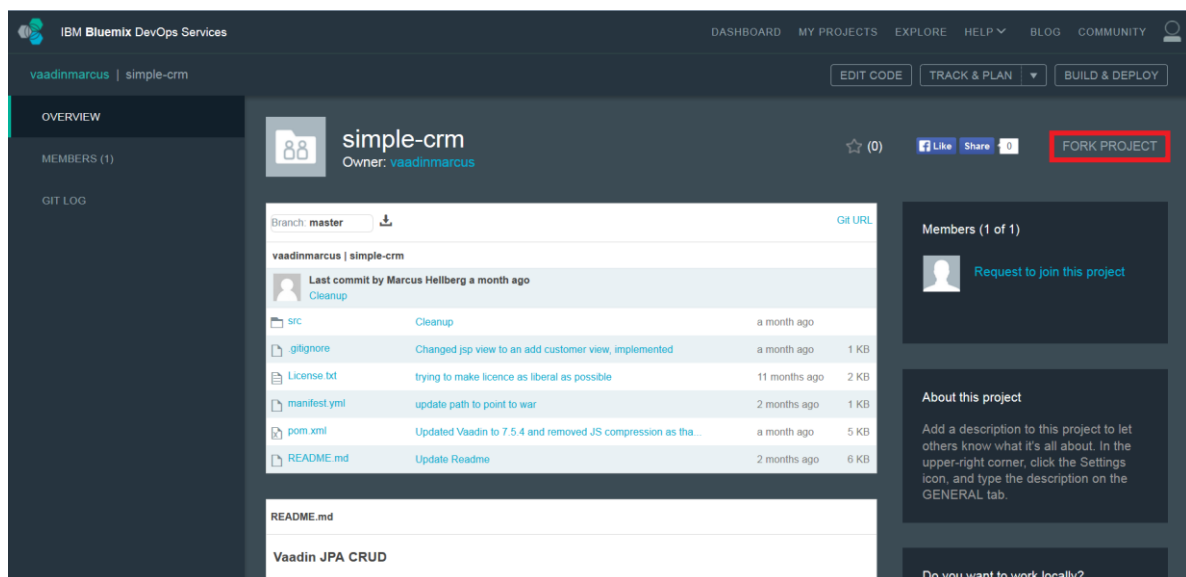 IBM Bluemix DevOps Services
DASHBOARD MY PROJECTS EXPLORE HELP BLOG COMMUNITY
vaadinmarcus | simple-crm
EDIT CODE TRACK & PLAN BUILD & DEPLOY
OVERVIEW
MEMBERS (1)
GIT LOG
simple-crm
Owner: vaadinmarcus
(0)
Like Share 0
FORK PROJECT
Branch: master
Git URL
vaadinmarcus | simple-crm
Last commit by Marcus Hellberg a month ago
Cleanup
src Cleanup a month ago
.gitignore Changed jsp view to an add customer view, implemented a month ago 1 KB
License.txt trying to make licence as liberal as possible 11 months ago 2 KB
manifest.yml update path to point to war 2 months ago 1 KB
pom.xml Updated Vaadin to 7.5.4 and removed JS compression as tha... a month ago 5 KB
README.md Update Readme 2 months ago 6 KB
README.md
Vaadin JPA CRUD
Members (1 of 1)
Request to join this project
About this project
Add a description to this project to let
others know what it's all about. In the
upper-right corner, click the Settings
icon, and type the description on the
GENERAL tab.
Do you want to work locally?